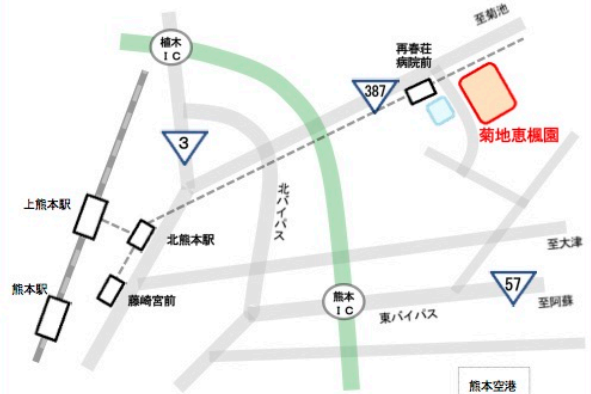 至菊池
植木
ＩＣ
再春荘
病院前
387
菊地恵楓園
3
上熊本駅
北バイパス
北熊本駅
至大津
熊本駅
藤崎宮前
57
熊本
ＩＣ
至阿蘇
東バイパス
熊本空港